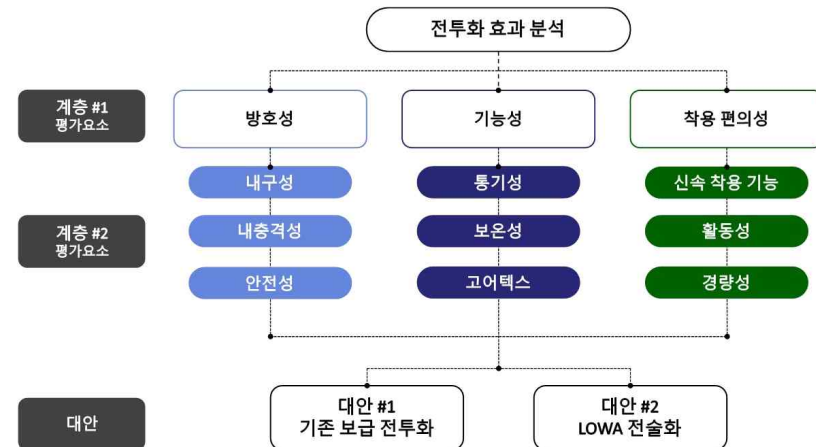 전투화 효과 분석
계층 #1
평가요소
방호성
기능성
착용 편의성
내구성
통기성
신속 착용 기능
계층 #2
평가요소
내충격성
보온성
활동성
안전성
고어텍스
경량성
대안
대안 #1
기존 보급 전투화
대안 #2
LOWA 전술화